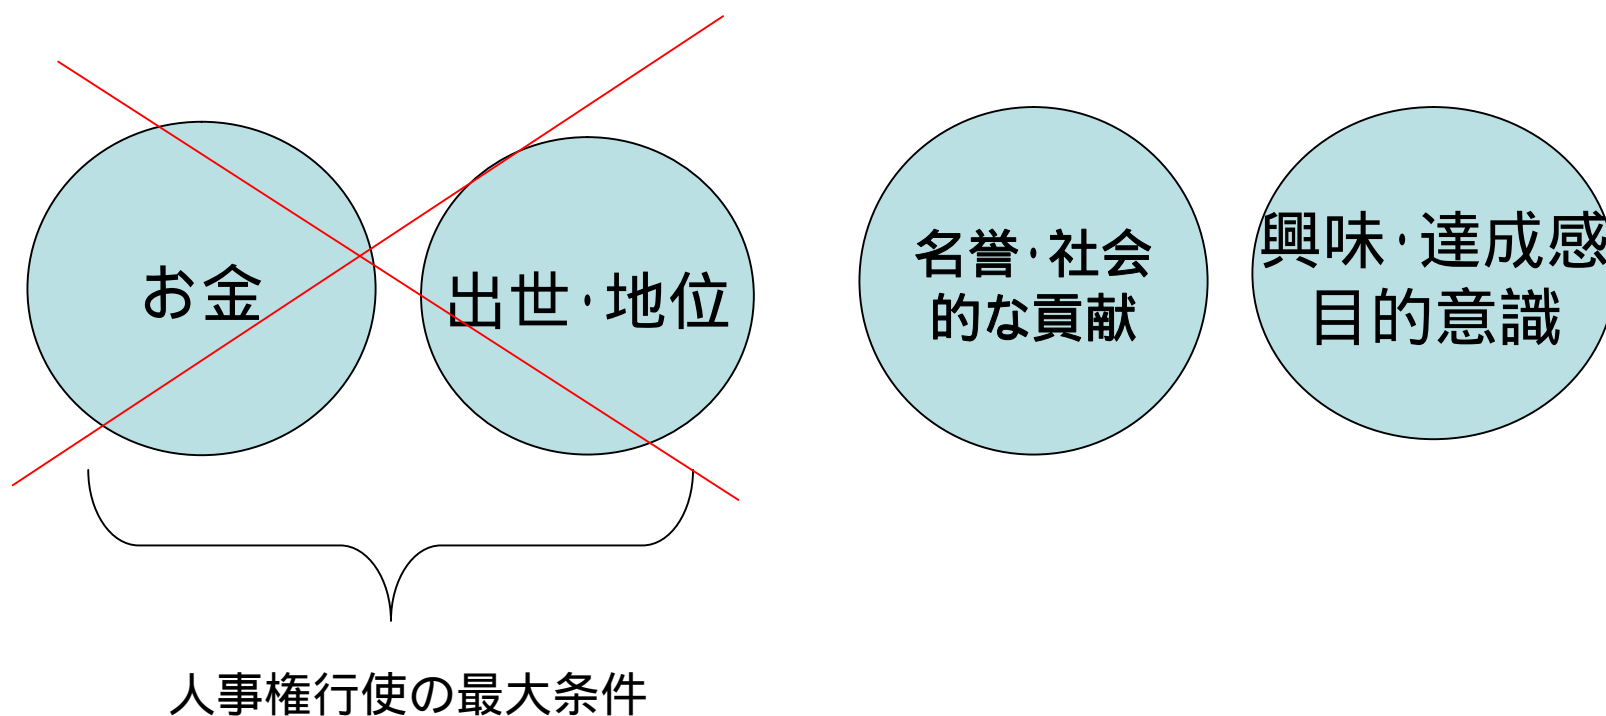 お金
出世・地位
名誉・社会
的な貢献
興味・達成感
目的意識
人事権行使の最大条件